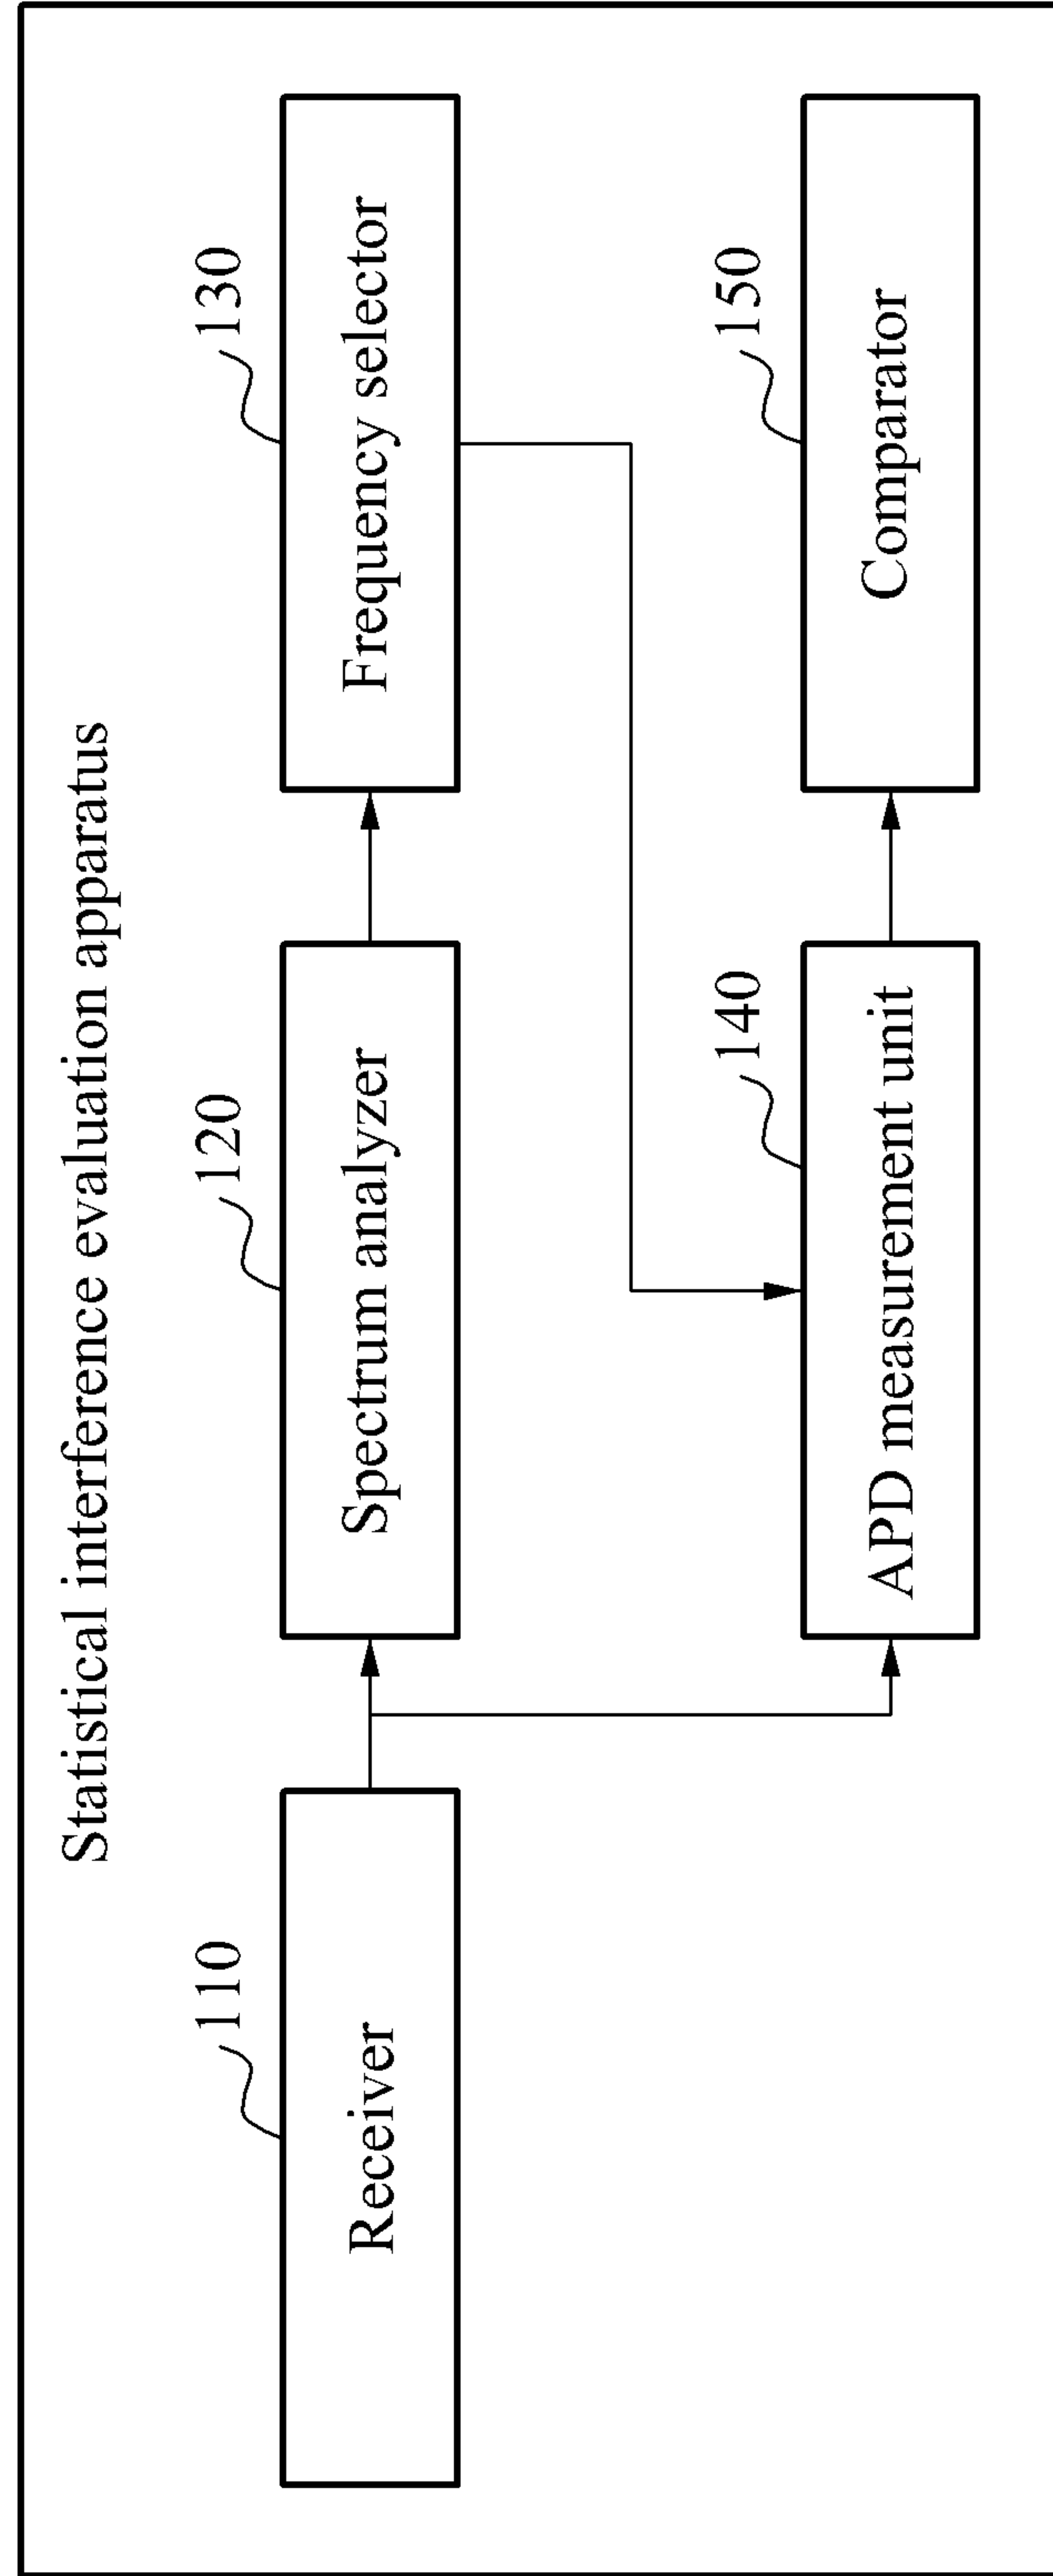 Statistical interference evaluation apparatus
110
120
130
Receiver
Spectrum analyzer
Frequency selector
140
150
APD measurement unit
Comparator